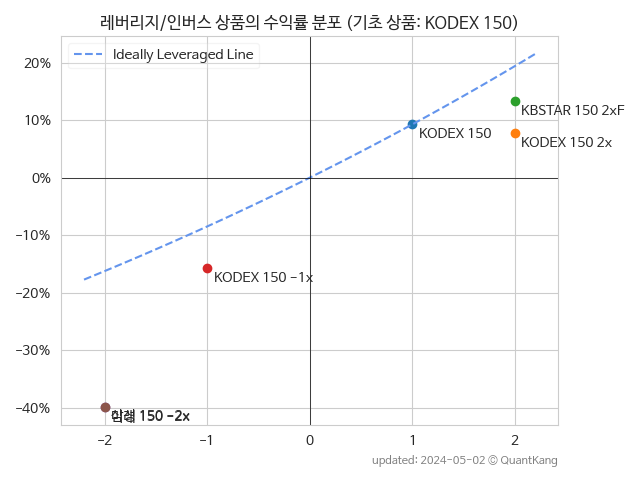 레버리지/인버스 상품의 수익률 분포 (기초 상품: KODEX 150)
Ideally Leveraged Line
20%
10%
0%
−10%
−20%
−30%
−40%
KBSTAR 150 2xF
KODEX 150 2x
KODEX 150
KODEX 150 −1x
150 −2x
−2
−1
0
1
2
updated: 2024-05-02 © QuantKang